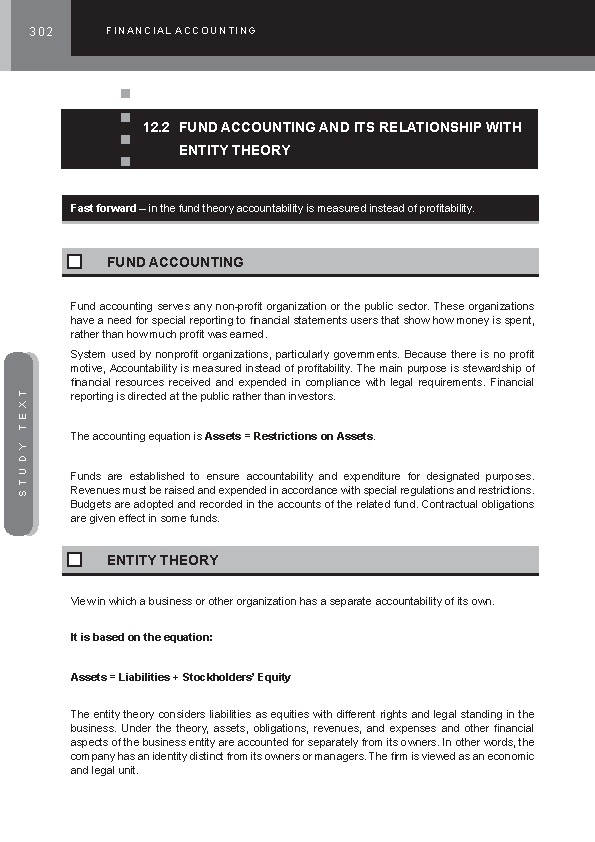 302
FINANCIAL ACCOUNTING
12.2 FUND ACCOUNTING AND ITS RELATIONSHIP WITH
ENTITY THEORY
Fast forward – in the fund theory accountability is measured instead of profitability.
FUND ACCOUNTING
Fund accounting serves any non-profit organization or the public sector. These organizations
have a need for special reporting to financial statements users that show how money is spent,
rather than how much profit was earned.
System used by nonprofit organizations, particularly governments. Because there is no profit
motive, Accountability is measured instead of profitability. The main purpose is stewardship of
financial resources received and expended in compliance with legal requirements. Financial
reporting is directed at the public rather than investors.
The accounting equation is Assets = Restrictions on Assets.
Funds are established to ensure accountability and expenditure for designated purposes.
Revenues must be raised and expended in accordance with special regulations and restrictions.
Budgets are adopted and recorded in the accounts of the related fund. Contractual obligations
are given effect in some funds.
STUDY TEXT
ENTITY THEORY
View in which a business or other organization has a separate accountability of its own.
It is based on the equation:
Assets = Liabilities + Stockholders' Equity
The entity theory considers liabilities as equities with different rights and legal standing in the
business. Under the theory, assets, obligations, revenues, and expenses and other financial
aspects of the business entity are accounted for separately from its owners. In other words, the
company has an identity distinct from its owners or managers. The firm is viewed as an economic
and legal unit.